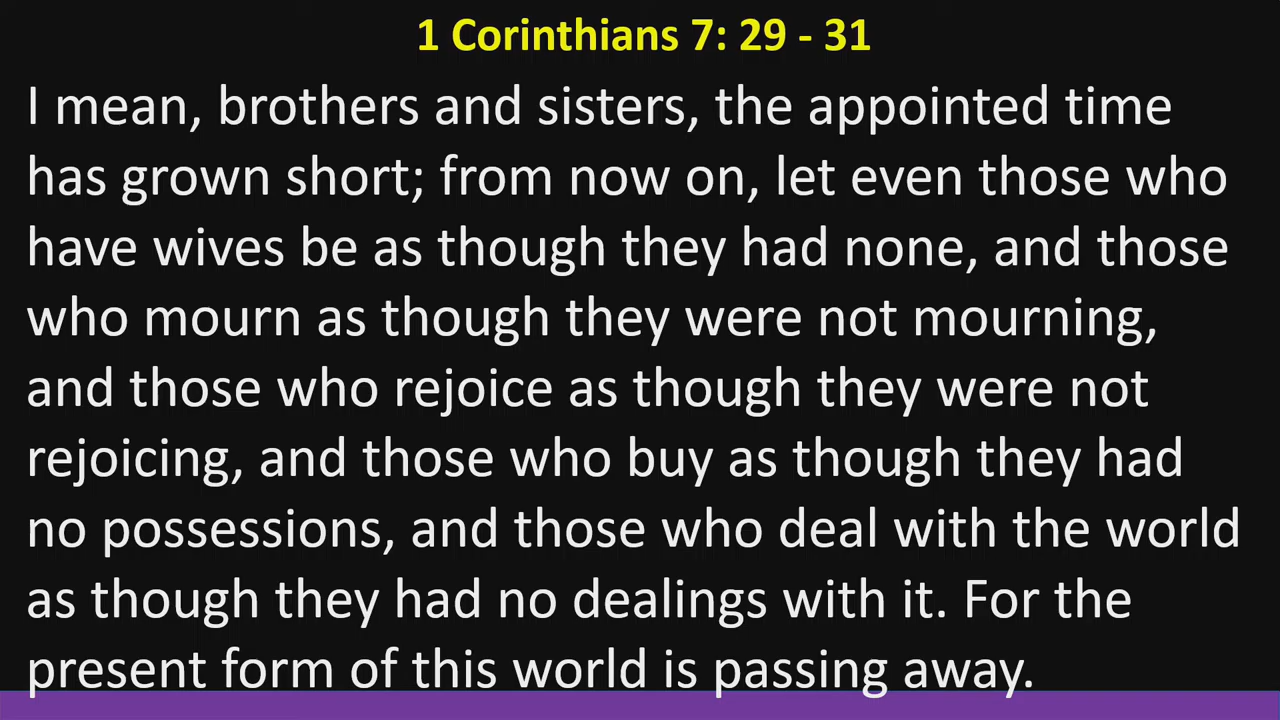 1 Corinthians 7: 29 - 31
I mean, brothers and sisters, the appointed time
has grown short; from now on, let even those who
have wives be as though they had none, and those
who mourn as though they were not mourning,
and those who rejoice as though they were not
rejoicing, and those who buy as though they had
no possessions, and those who deal with the world
as though they had no dealings with it. For the
present form of this world is passing away.